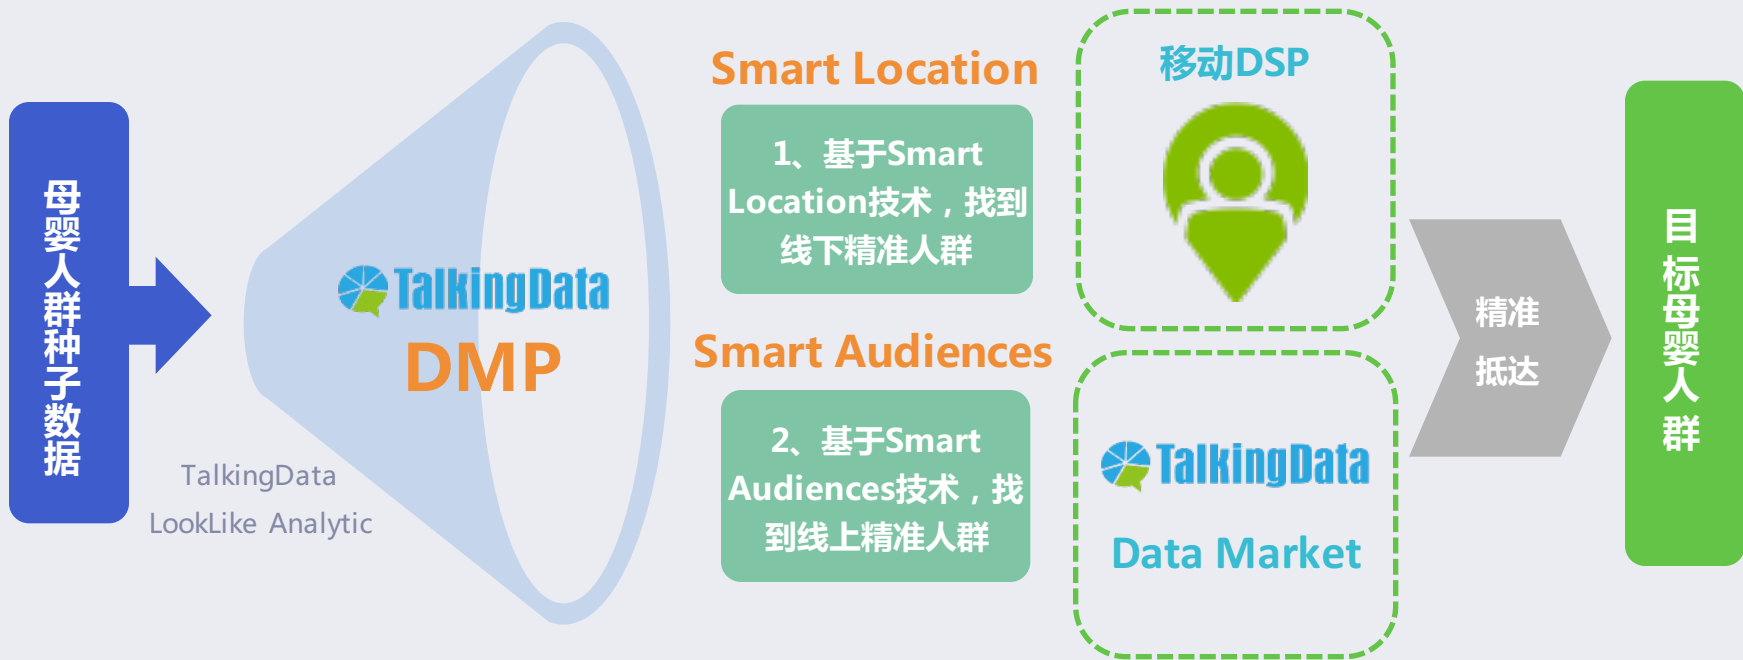 母婴人群种子数据
TalkingData
LookLike Analytic
TalkingData
DMP
Smart Location
1、基于Smart
Location技术，找到
线下精准人群
Smart Audiences
2、基于Smart
Audiences技术，找
到线上精准人群
移动DSP
TalkingData
Data Market
精准
抵达
目标母婴人群